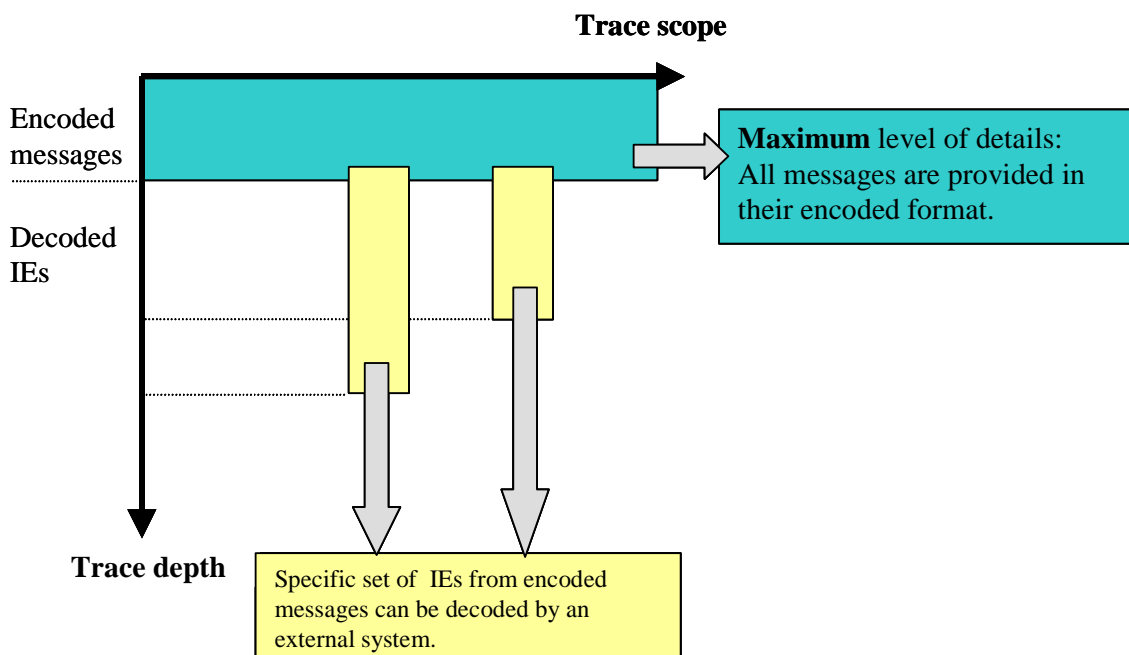 Trace scope
Encoded
messages
Maximum level of details:
All messages are provided in
their encoded format.
Decoded
IEs
Trace depth
Specific set of IEs from encoded
messages can be decoded by an
external system.